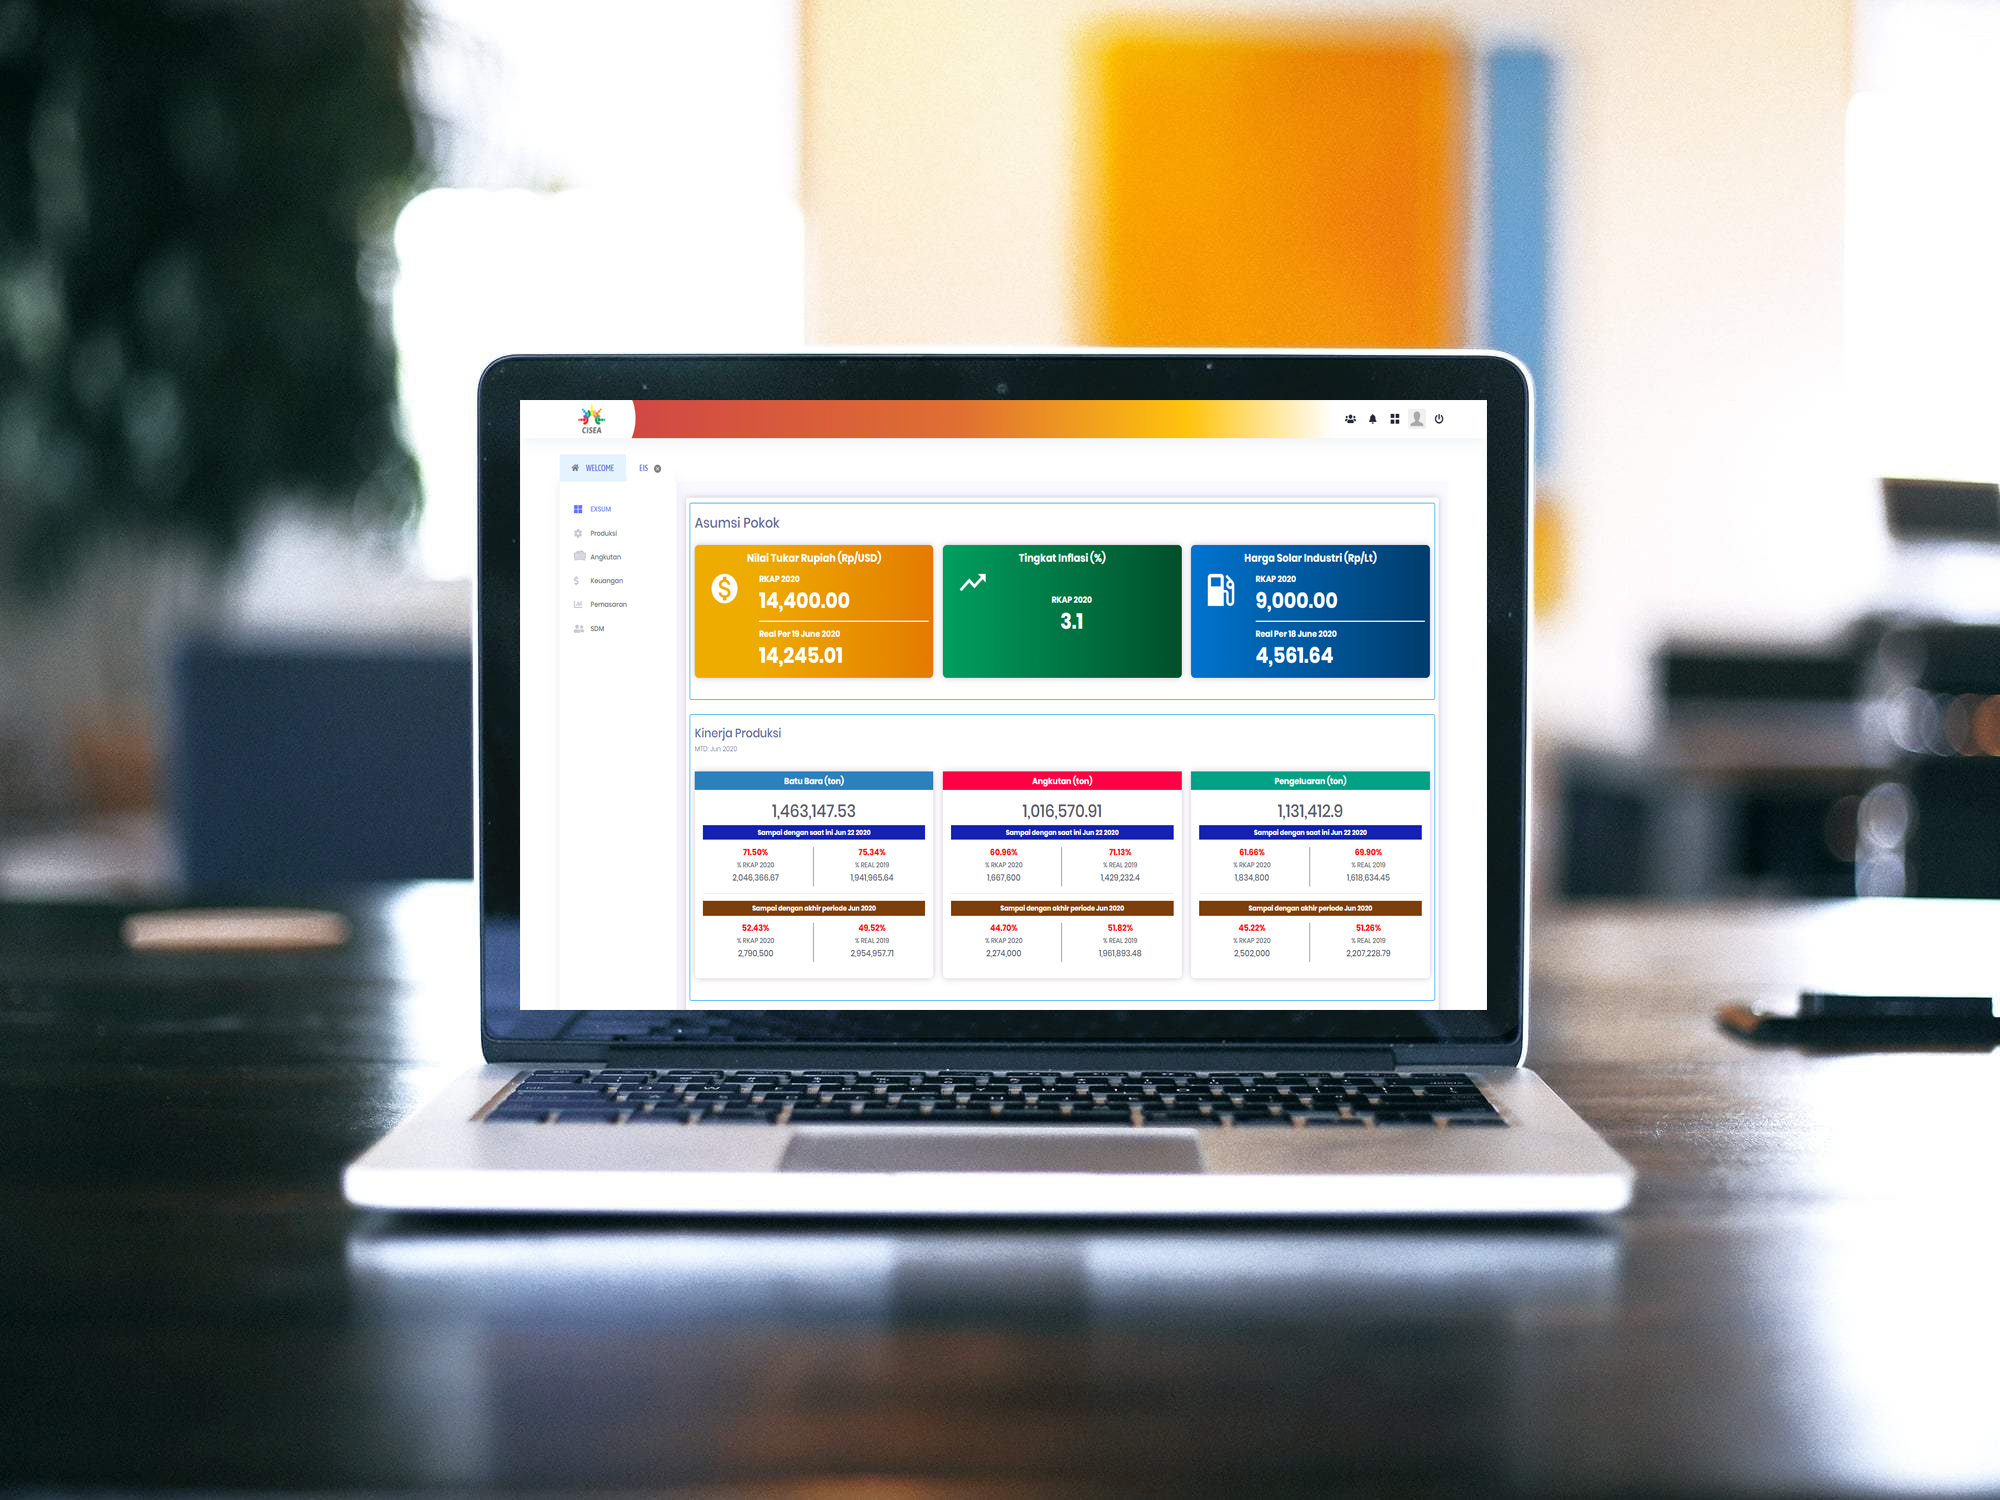 CISEA
WELCOME
EIS
EXSUM
Produksi
Angkutan
Keuangan
Pemasaran
SDM
Asumsi Pokok
Nilai Tukar Rupiah (Rp/USD)
RKAP 2020
14,400.00
Real Per 19 June 2020
14,245.01
Tingkat Inflasi (%)
RKAP 2020
3.1
Harga Solar Industri (Rp/Lt)
RKAP 2020
9,000.00
Real Per 18 June 2020
4,561.64
Kinerja Produksi
MTD: Jun 2020
Batu Bara (ton)
1,463,147.53
Sampai dengan saat ini Jun 22 2020
71.50% 75.34%
% RKAP 2020 % REAL 2019
2,046,366.67 1,941,965.64
Sampai dengan akhir periode Jun 2020
52.43% 49.52%
% RKAP 2020 % REAL 2019
2,790,500 2,954,957.71
Angkutan (ton)
1,016,570.91
Sampai dengan saat ini Jun 22 2020
60.96% 71.13%
% RKAP 2020 % REAL 2019
1,667,600 1,429,232.4
Sampai dengan akhir periode Jun 2020
44.70% 51.82%
% RKAP 2020 % REAL 2019
2,274,000 1,961,893.48
Pengeluaran (ton)
1,131,412.9
Sampai dengan saat ini Jun 22 2020
61.66% 69.90%
% RKAP 2020 % REAL 2019
1,834,800 1,618,634.45
Sampai dengan akhir periode Jun 2020
45.22% 51.26%
% RKAP 2020 % REAL 2019
2,502,000 2,207,228.79